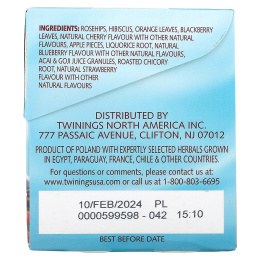 INGREDIENTS: ROSEHIPS, HIBISCUS, ORANGE LEAVES, BLACKBERRY
LEAVES, NATURAL CHERRY FLAVOUR WITH OTHER NATURAL
FLAVOURS, APPLE PIECES, LIQUORICE ROOT, NATURAL
BLUEBERRY FLAVOUR WITH OTHER NATURAL FLAVOURS,
ACAI & GOJI JUICE GRANULES, ROASTED CHICORY
ROOT, NATURAL STRAWBERRY
FLAVOUR WITH OTHER
NATURAL FLAVOURS
DISTRIBUTED BY
TWININGS NORTH AMERICA INC.
777 PASSAIC AVENUE, CLIFTON, NJ 07012
PRODUCT OF POLAND WITH EXPERTLY SELECTED HERBALS GROWN
IN EGYPT, PARAGUAY, FRANCE, CHILE & OTHER COUNTRIES.
For questions or comments, please contact us at
www.twiningsusa.com or call us at 1-800-803-6695
10/FEB/2024 PL
0000599598 - 042 15:10
BEST BEFORE DATE